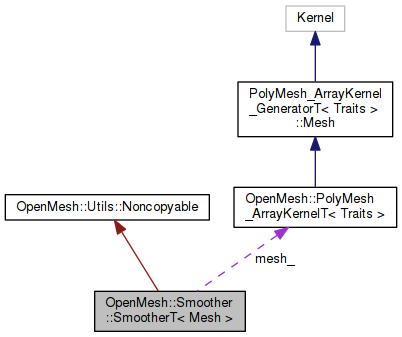 Kernel
PolyMesh_ArrayKernel
_GeneratorT< Traits >
::Mesh
OpenMesh::Utils::Noncopyable
OpenMesh::PolyMesh
_ArrayKernelT< Traits >
mesh_
OpenMesh::Smoother
::SmootherT< Mesh >